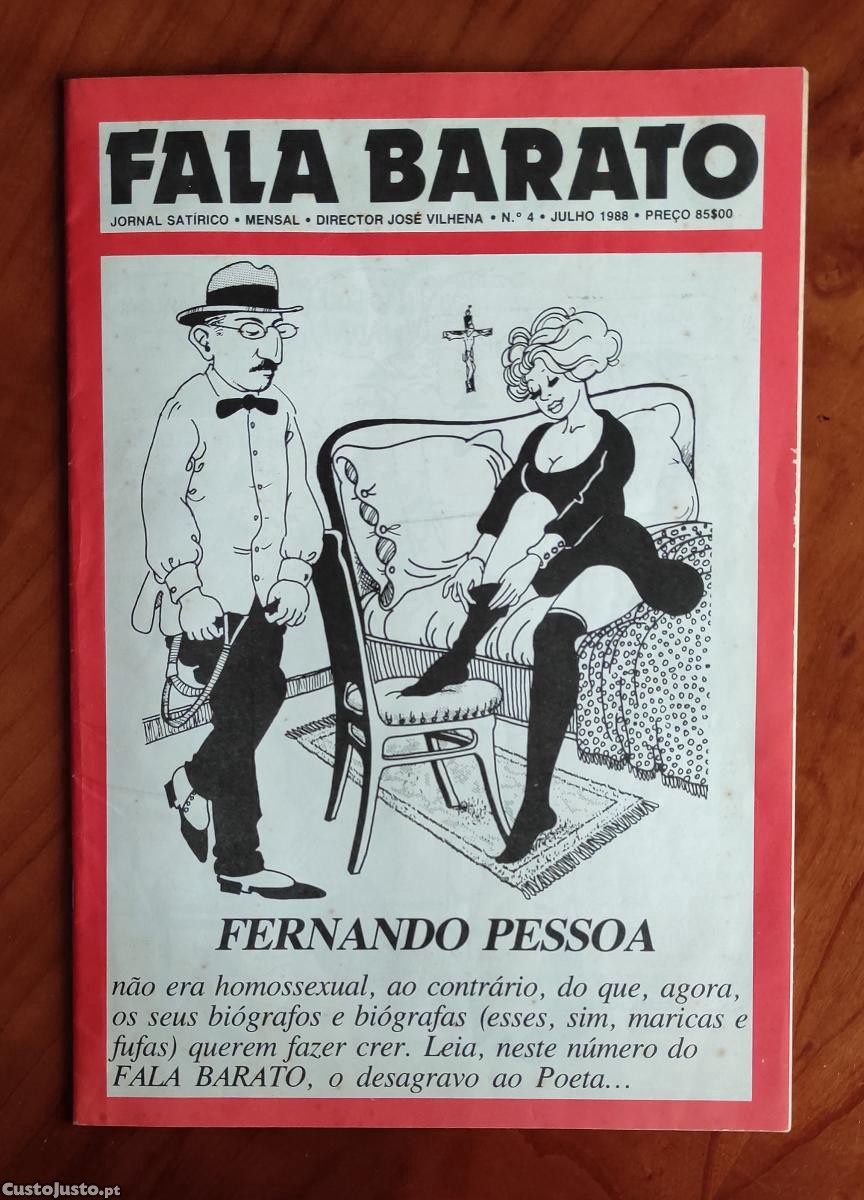 FALA BARATO
JORNAL SATÍRICO • MENSAL • DIRECTOR JOSÉ VILHENA • N.º 4 • JULHO 1988 • PREÇO 85$00
FERNANDO PESSOA
não era homossexual, ao contrário, do que, agora,
os seus biógrafos e biógrafas (esses, sim, maricas e
fufas) querem fazer crer. Leia, neste número do
FALA BARATO, o desagravo ao Poeta...
CustoJusto.pt